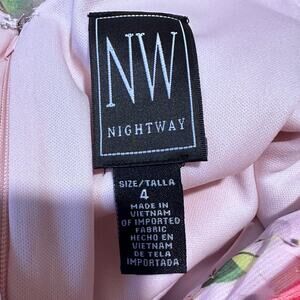 NW
NIGHTWAY
SIZE/TALLA
4
MADE IN
VIETNAM
OF IMPORTED
FABRIC
HECHO EN
VIETNAM
DE TELA
IMPORTADA